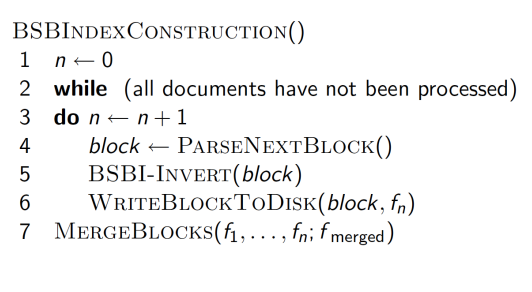 BSBINDEXCONSTRUCTION()
1 n ← 0
2 while (all documents have not been processed)
3 do n ← n + 1
4 block ← PARSENEXTBLOCK()
5 BSBI-INVERT(block)
6 WRITEBLOCKTODISK(block, fn)
7 MERGEBLOCKS(f1, . . . , fn; f merged)